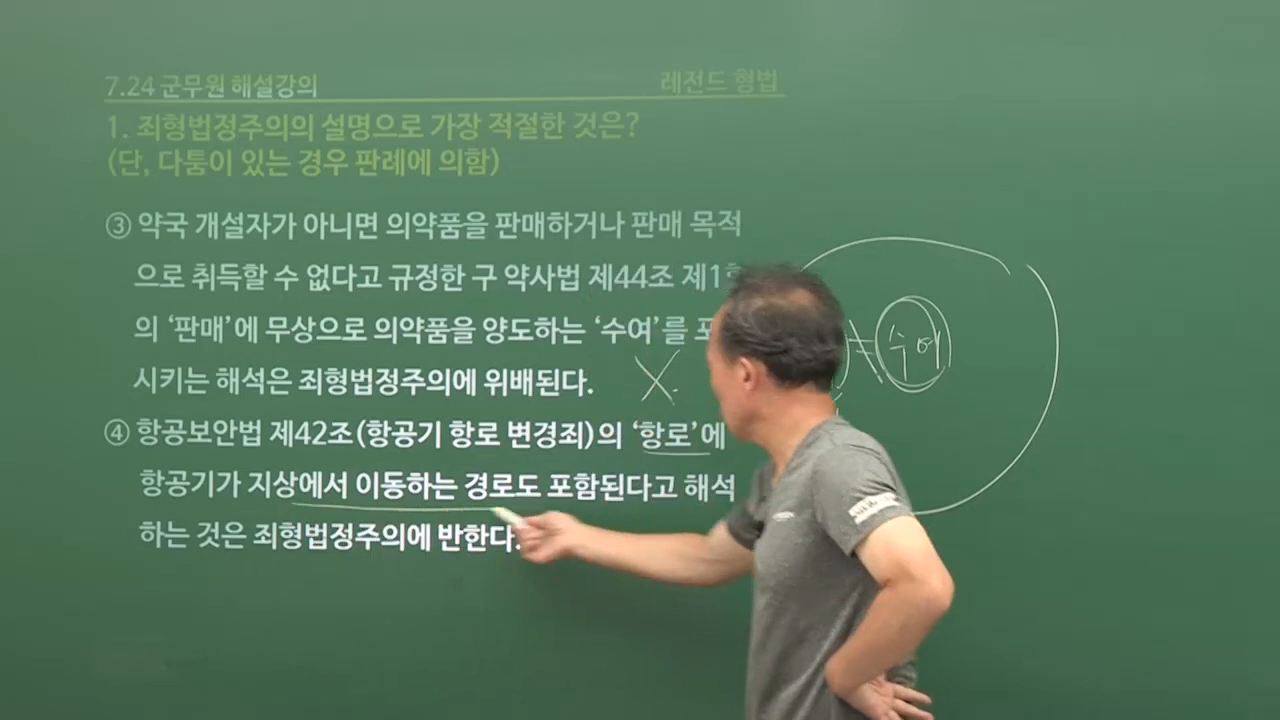 7.24 군무원 해설강의
레전드 형법
1. 죄형법정주의의 설명으로 가장 적절한 것은?
(단, 다툼이 있는 경우 판례에 의함)
③ 약국 개설자가 아니면 의약품을 판매하거나 판매 목적
으로 취득할 수 없다고 규정한 구 약사법 제44조 제1항
의 ‘판매’에 무상으로 의약품을 양도하는 ‘수여’를 포
시키는 해석은 죄형법정주의에 위배된다.
X.
수여
④ 항공보안법 제42조(항공기 항로 변경죄)의 ‘항로’에
항공기가 지상에서 이동하는 경로도 포함된다고 해석
하는 것은 죄형법정주의에 반한다.